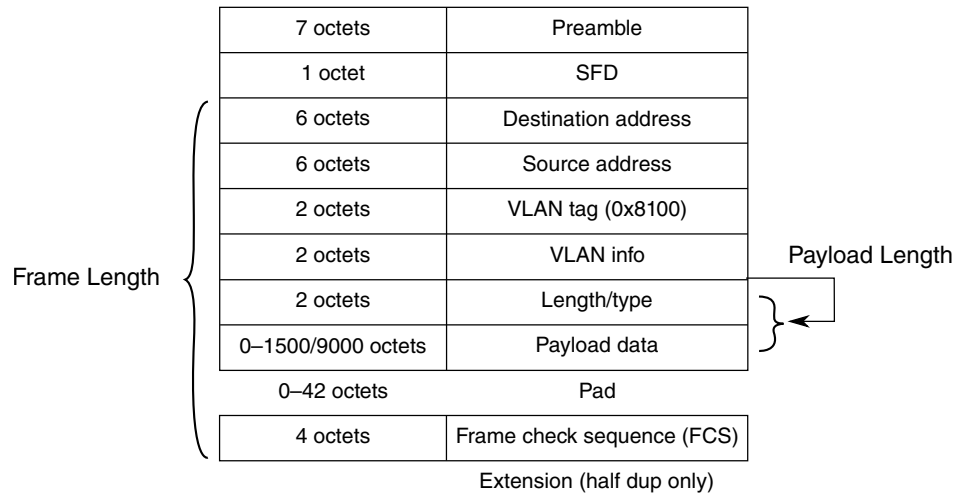 7 octets Preamble
1 octet SFD
6 octets Destination address
6 octets Source address
2 octets VLAN tag (0x8100)
2 octets VLAN info
Frame Length
Payload Length
2 octets Length/type
0–1500/9000 octets Payload data
0–42 octets Pad
4 octets Frame check sequence (FCS)
Extension (half dup only)